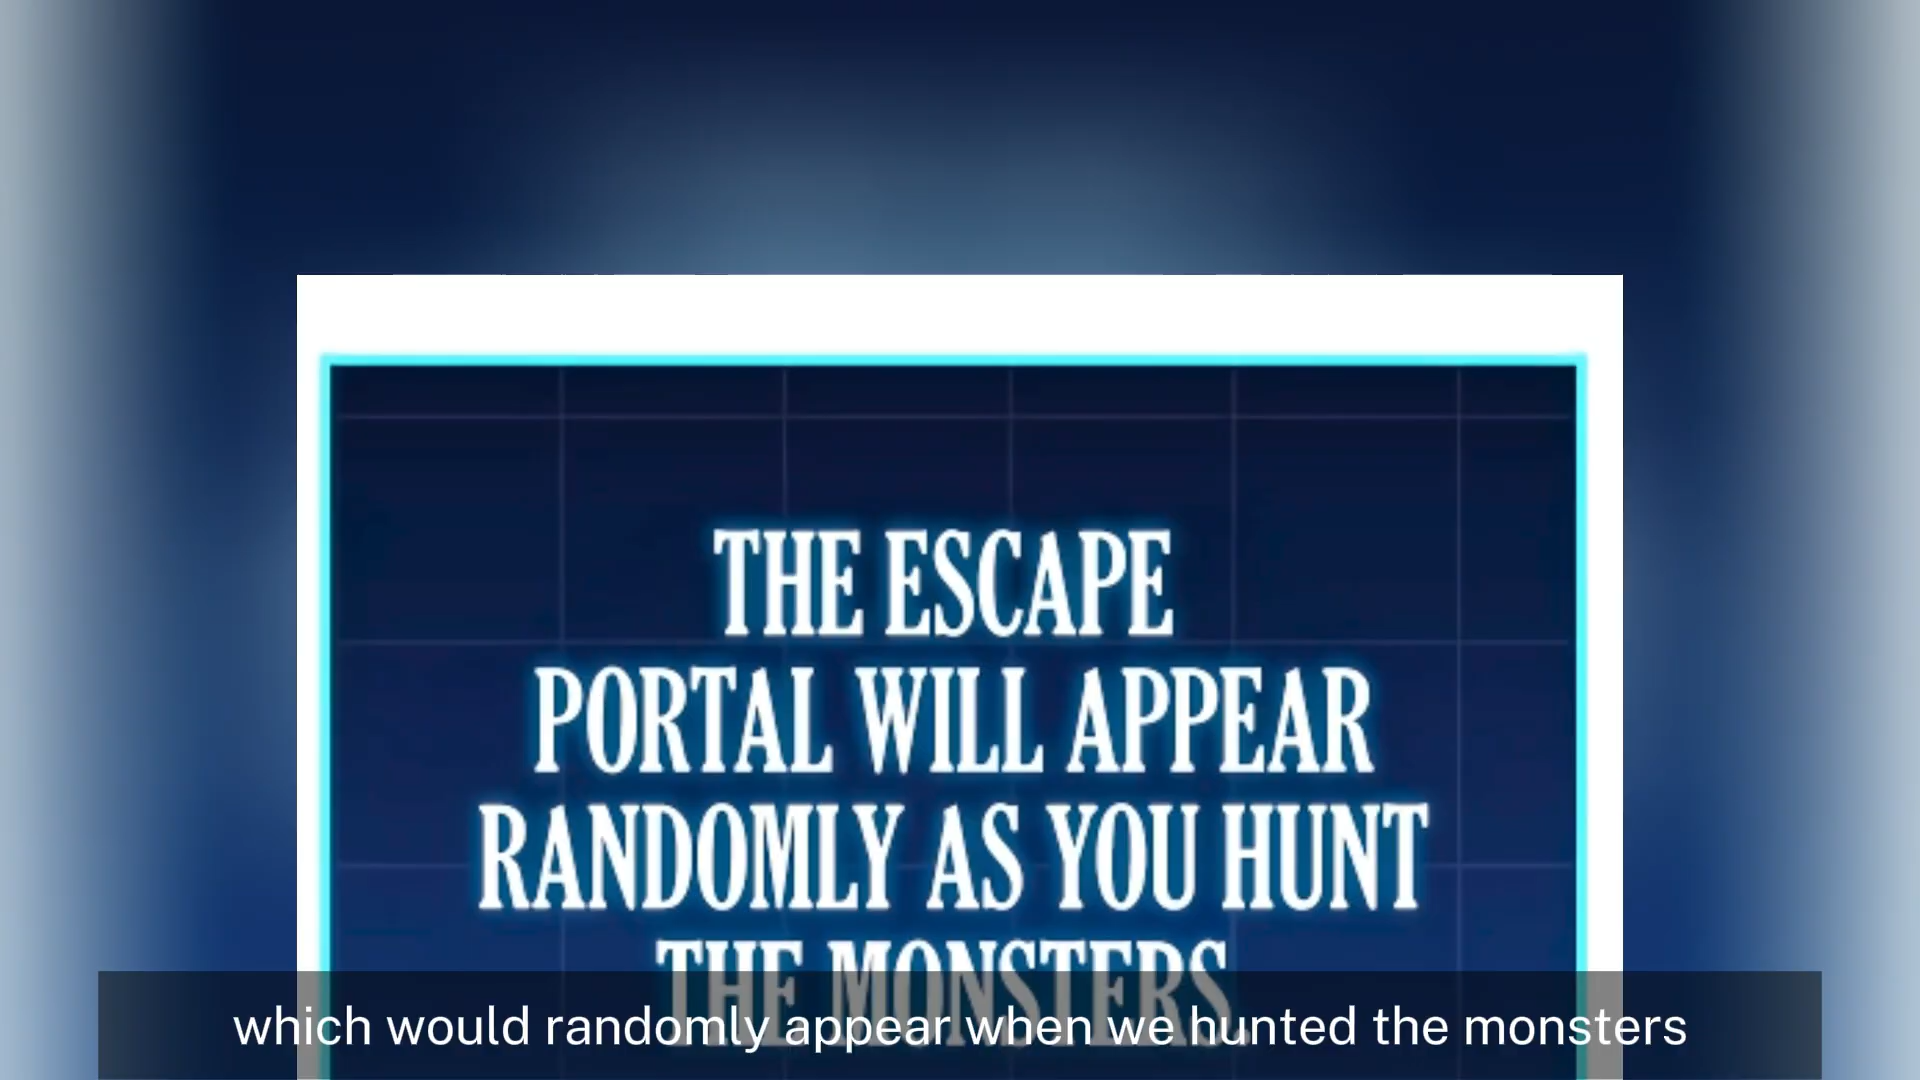 THE ESCAPE
PORTAL WILL APPEAR
RANDOMLY AS YOU HUNT
THE MONSTERS.
which would randomly appear when we hunted the monsters